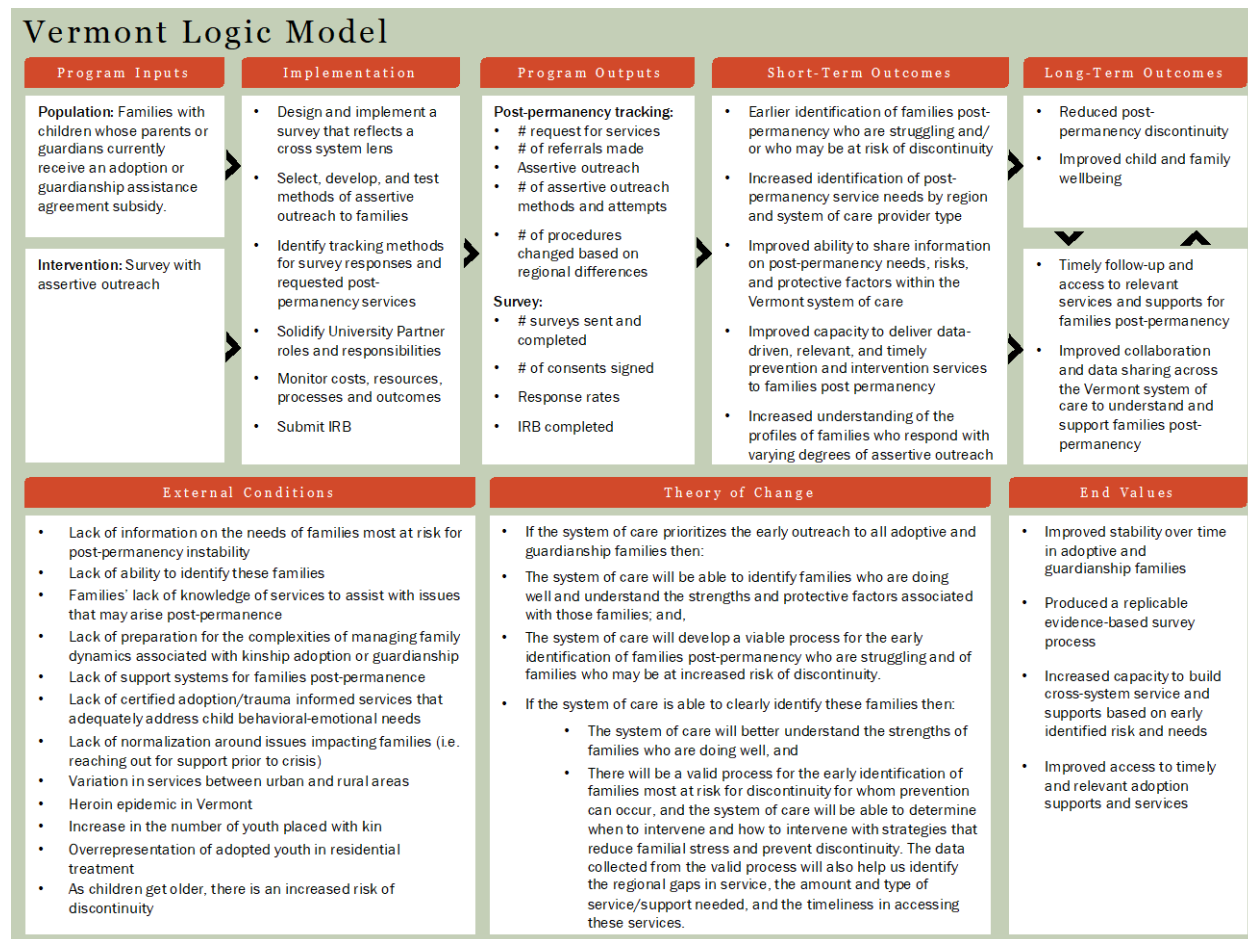 Vermont Logic Model
Program Inputs
Population: Families with
children whose parents or
guardians currently
receive an adoption or
guardianship assistance
agreement subsidy.
Intervention: Survey with
assertive outreach
Implementation
• Design and implement a
survey that reflects a
cross system lens
• Select, develop, and test
methods of assertive
outreach to families
• Identify tracking methods
for survey responses and
requested post-
permanency services
• Solidify University Partner
roles and responsibilities
• Monitor costs, resources,
processes and outcomes
• Submit IRB
Program Outputs
Post-permanency tracking:
• # request for services
• # of referrals made
• Assertive outreach
• # of assertive outreach
methods and attempts
• # of procedures
changed based on
regional differences
Survey:
• # surveys sent and
completed
• # of consents signed
• Response rates
• IRB completed
Short-Term Outcomes
• Earlier identification of families post-
permanency who are struggling and/
or who may be at risk of discontinuity
• Increased identification of post-
permanency service needs by region
and system of care provider type
• Improved ability to share information
on post-permanency needs, risks,
and protective factors within the
Vermont system of care
• Improved capacity to deliver data-
driven, relevant, and timely
prevention and intervention services
to families post permanency
• Increased understanding of the
profiles of families who respond with
varying degrees of assertive outreach
Long-Term Outcomes
• Reduced post-
permanency discontinuity
• Improved child and family
wellbeing
• Timely follow-up and
access to relevant
services and supports for
families post-permanency
• Improved collaboration
and data sharing across
the Vermont system of
care to understand and
support families post-
permanency
External Conditions
• Lack of information on the needs of families most at risk for
post-permanency instability
• Lack of ability to identify these families
• Families' lack of knowledge of services to assist with issues
that may arise post-permanence
• Lack of preparation for the complexities of managing family
dynamics associated with kinship adoption or guardianship
• Lack of support systems for families post-permanence
• Lack of certified adoption/trauma informed services that
adequately address child behavioral-emotional needs
• Lack of normalization around issues impacting families (i.e.
reaching out for support prior to crisis)
• Variation in services between urban and rural areas
• Heroin epidemic in Vermont
• Increase in the number of youth placed with kin
• Overrepresentation of adopted youth in residential
treatment
• As children get older, there is an increased risk of
discontinuity
Theory of Change
• If the system of care prioritizes the early outreach to all adoptive and
guardianship families then:
• The system of care will be able to identify families who are doing
well and understand the strengths and protective factors associated
with those families; and,
• The system of care will develop a viable process for the early
identification of families post-permanency who are struggling and of
families who may be at increased risk of discontinuity.
• If the system of care is able to clearly identify these families then:
• The system of care will better understand the strengths of
families who are doing well, and
• There will be a valid process for the early identification of
families most at risk for discontinuity for whom prevention
can occur, and the system of care will be able to determine
when to intervene and how to intervene with strategies that
reduce familial stress and prevent discontinuity. The data
collected from the valid process will also help us identify
the regional gaps in service, the amount and type of
service/support needed, and the timeliness in accessing
these services.
End Values
• Improved stability over time
in adoptive and
guardianship families
• Produced a replicable
evidence-based survey
process
• Increased capacity to build
cross-system service and
supports based on early
identified risk and needs
• Improved access to timely
and relevant adoption
supports and services